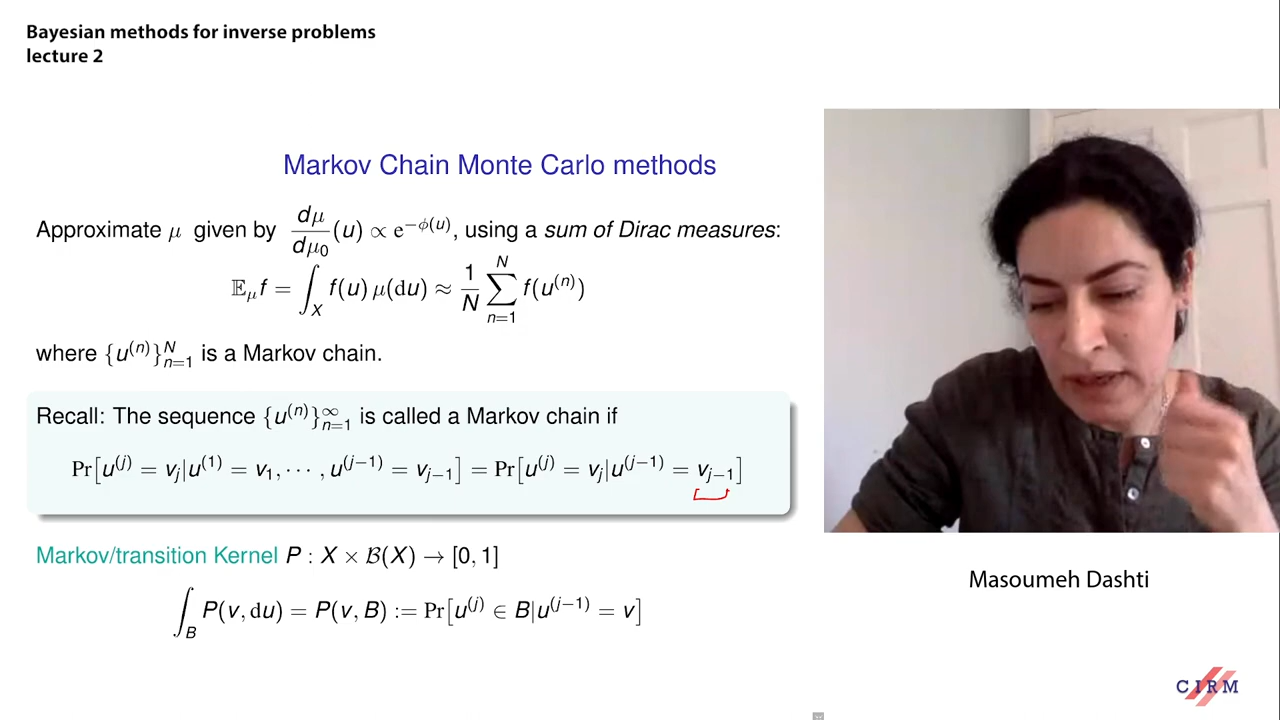 Bayesian methods for inverse problems
lecture 2
Markov Chain Monte Carlo methods
Approximate μ given by dμ/dμ₀ (u) ∝ e^{−ϕ(u)}, using a sum of Dirac measures:
𝔼_μ f = ∫_X f(u) μ(du) ≈ 1/N ∑_{n=1}^{N} f(u^{(n)})
where {u^{(n)}}_{n=1}^{N} is a Markov chain.
Recall: The sequence {u^{(n)}}_{n=1}^{∞} is called a Markov chain if
Pr[u^{(j)} = v_j|u^{(1)} = v_1, ⋯ , u^{(j−1)} = v_{j−1}] = Pr[u^{(j)} = v_j|u^{(j−1)} = v_{j−1}]
Markov/transition Kernel P : X × ℬ(X) → [0, 1]
∫_B P(v, du) = P(v, B) := Pr[u^{(j)} ∈ B|u^{(j−1)} = v]
Masoumeh Dashti
CIRM